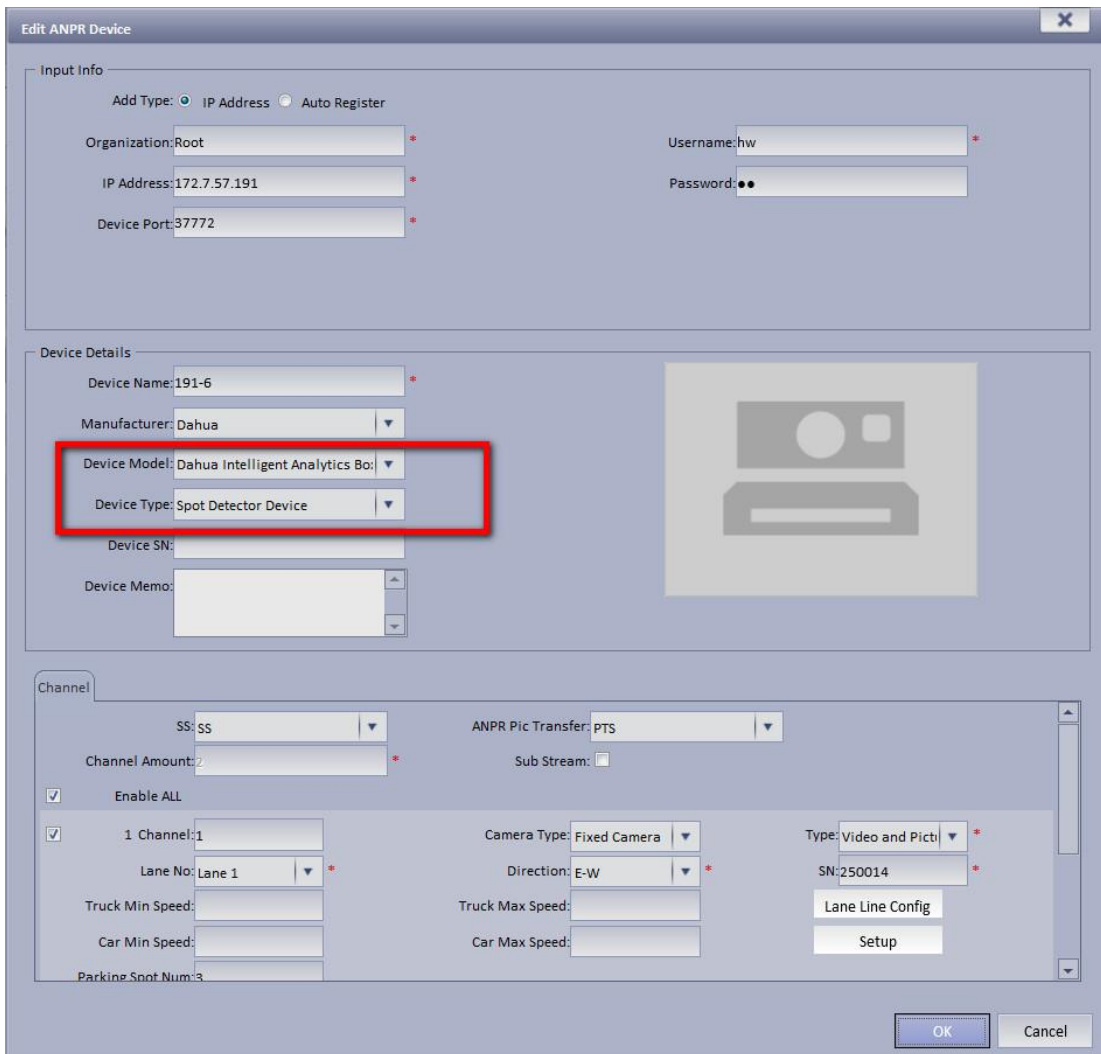 Edit ANPR Device
Input Info
Add Type: IP Address Auto Register
Organization: Root * Username: hw *
IP Address: 172.7.57.191 * Password: ●●
Device Port: 37772 *
Device Details
Device Name: 191-6 *
Manufacturer: Dahua
Device Model: Dahua Intelligent Analytics Bo
Device Type: Spot Detector Device
Device SN:
Device Memo:
Channel
SS: SS ANPR Pic Transfer: PTS
Channel Amount: 2 * Sub Stream:
Enable ALL
1 Channel: 1 Camera Type: Fixed Camera Type: Video and Pictu *
Lane No: Lane 1 * Direction: E-W * SN: 250014 *
Truck Min Speed: Truck Max Speed: Lane Line Config
Car Min Speed: Car Max Speed: Setup
Parking Spot Num: 3
OK Cancel